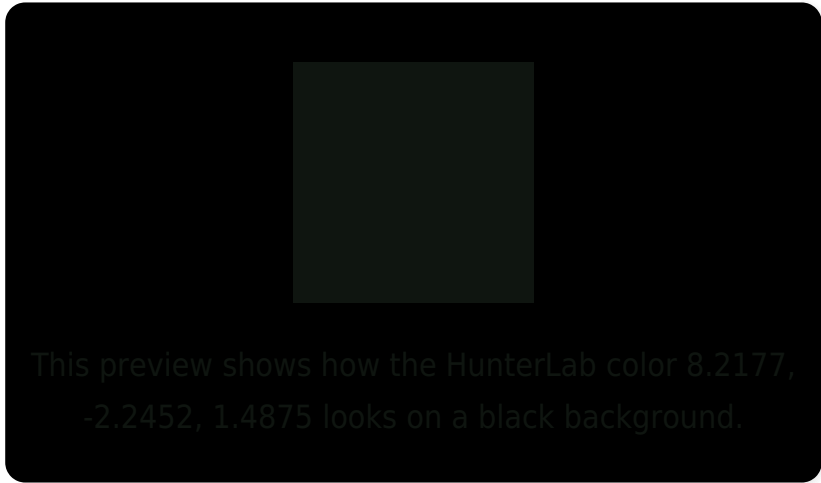 This preview shows how the HunterLab color 8.2177,
-2.2452, 1.4875 looks on a black background.